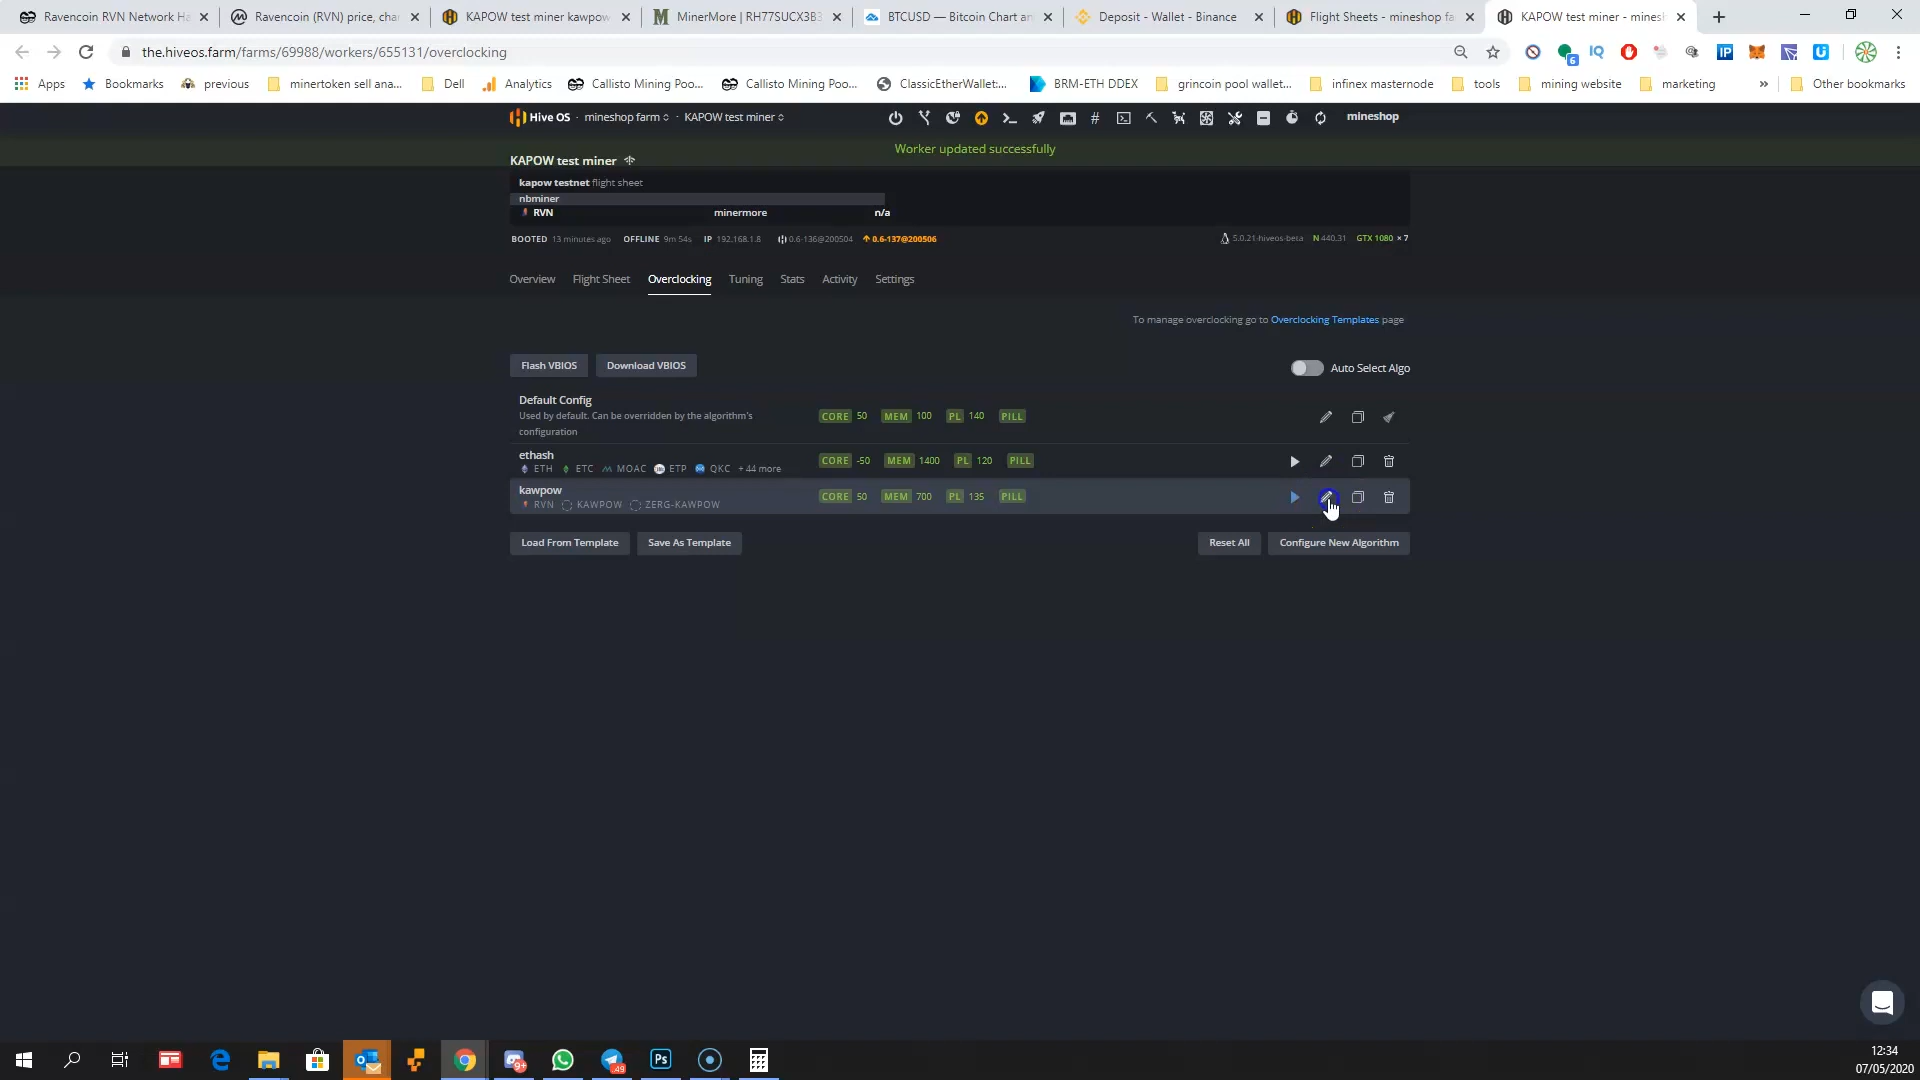 Ravencoin RVN Network Ha
Ravencoin (RVN) price, char
KAPOW test miner kawpow
MinerMore | RH77SUCX3B3
BTCUSD — Bitcoin Chart an
Deposit - Wallet - Binance
Flight Sheets - mineshop fa
KAPOW test miner - minesh
the.hiveos.farm/farms/69988/workers/655131/overclocking
Apps
Bookmarks
previous
minertoken sell ana...
Dell
Analytics
Callisto Mining Poo...
Callisto Mining Poo...
ClassicEtherWallet:...
BRM-ETH DDEX
grincoin pool wallet...
infinex masternode
tools
mining website
marketing
»
Other bookmarks
Hive OS · mineshop farm · KAPOW test miner
mineshop
Worker updated successfully
KAPOW test miner
kapow testnet flight sheet
nbminer
RVN minermore n/a
BOOTED 13 minutes ago OFFLINE 9m 54s IP 192.168.1.8 0.6-136@200504 0.6-137@200506
5.0.21-hiveos-beta N 440.31 GTX 1080 × 7
Overview Flight Sheet Overclocking Tuning Stats Activity Settings
To manage overclocking go to Overclocking Templates page
Flash VBIOS Download VBIOS
Auto Select Algo
Default Config
Used by default. Can be overridden by the algorithm's
configuration
CORE 50 MEM 100 PL 140 PILL
ethash
ETH ETC MOAC ETP QKC + 44 more
CORE -50 MEM 1400 PL 120 PILL
kawpow
RVN KAWPOW ZERG-KAWPOW
CORE 50 MEM 700 PL 135 PILL
Load From Template Save As Template
Reset All Configure New Algorithm
12:34
07/05/2020